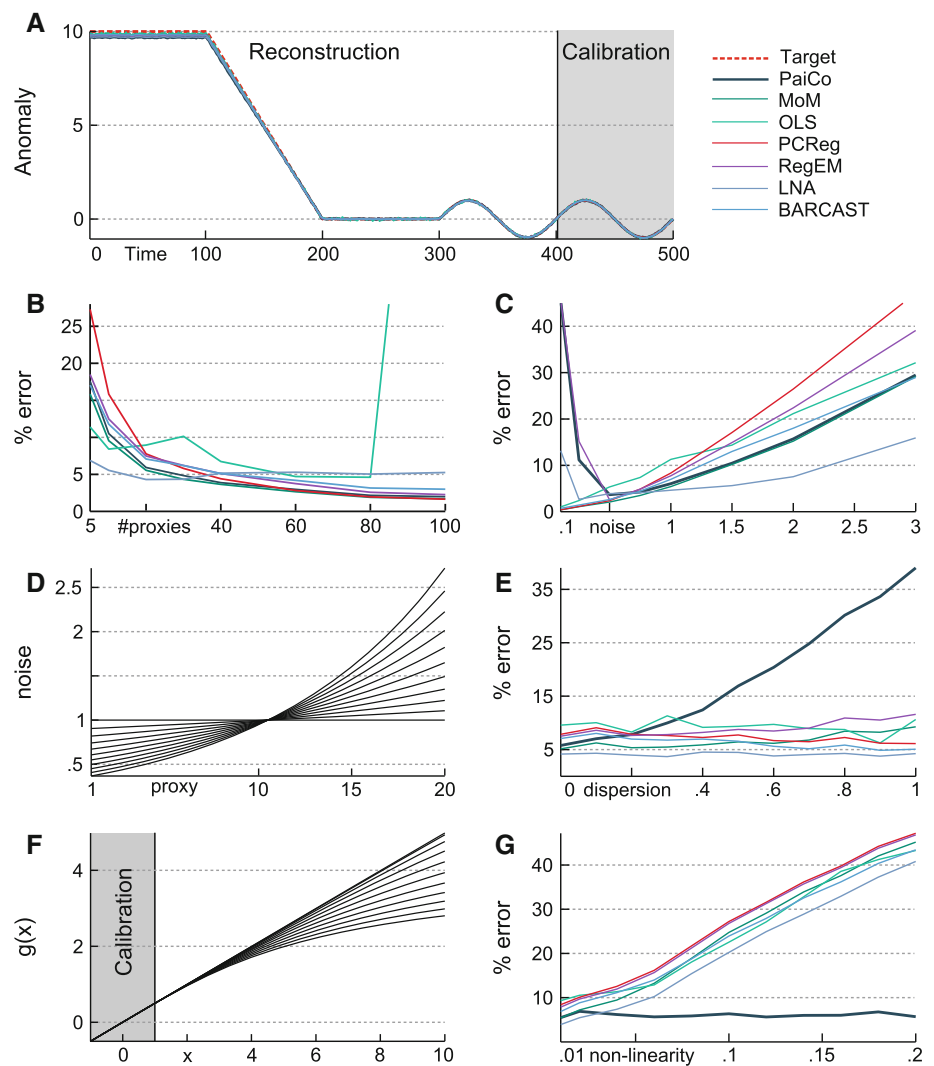 A
10
5
0
Anomaly
Reconstruction
Calibration
0 Time 100 200 300 400 500
Target
PaiCo
MoM
OLS
PCReg
RegEM
LNA
BARCAST
B
25
20
5
0
% error
5 #proxies 40 60 80 100
C
40
30
20
10
0
% error
.1 noise 1 1.5 2 2.5 3
D
2.5
2
1
.5
noise
1 proxy 10 15 20
E
35
25
15
5
% error
0 dispersion .4 .6 .8 1
F
4
2
0
g(x)
Calibration
0 x 4 6 8 10
G
40
30
20
10
% error
.01 non-linearity .1 .15 .2